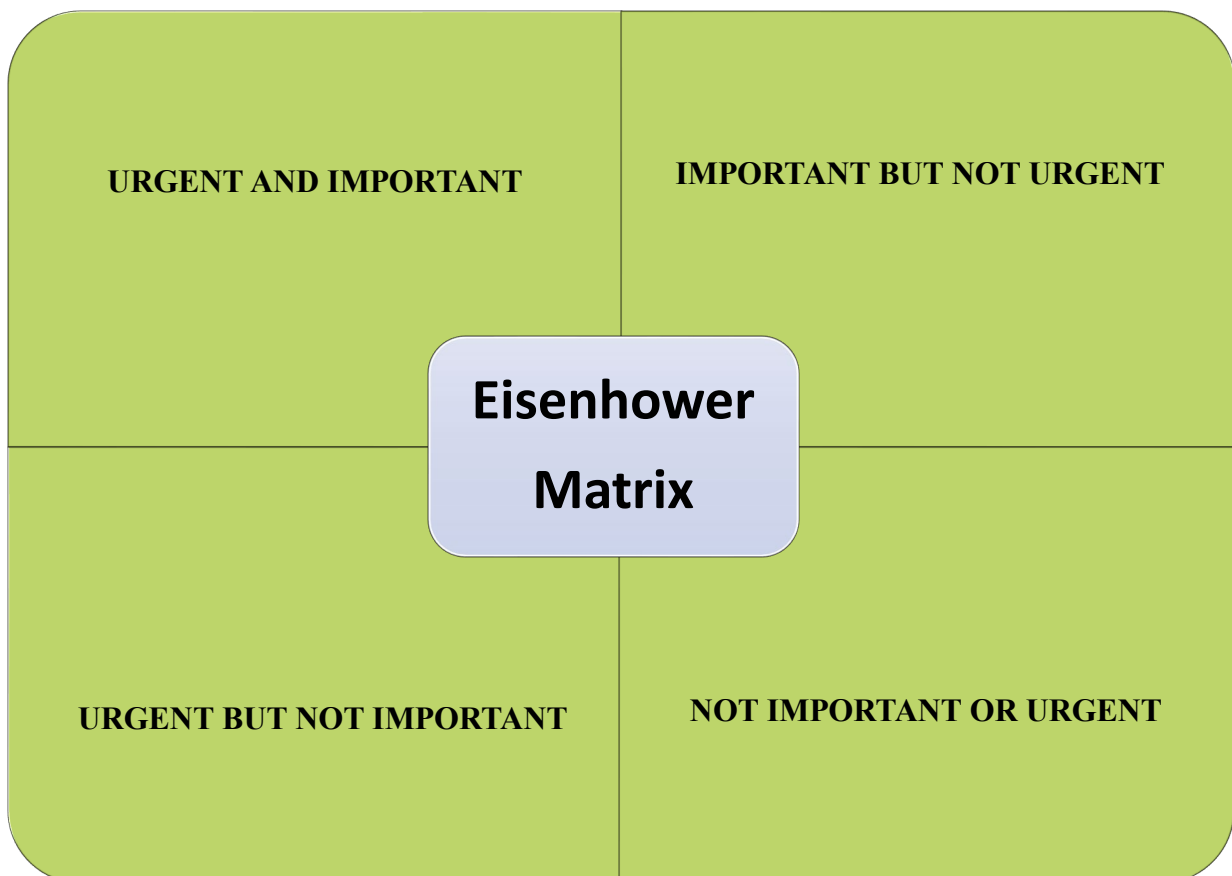 URGENT AND IMPORTANT
IMPORTANT BUT NOT URGENT
Eisenhower
Matrix
URGENT BUT NOT IMPORTANT
NOT IMPORTANT OR URGENT